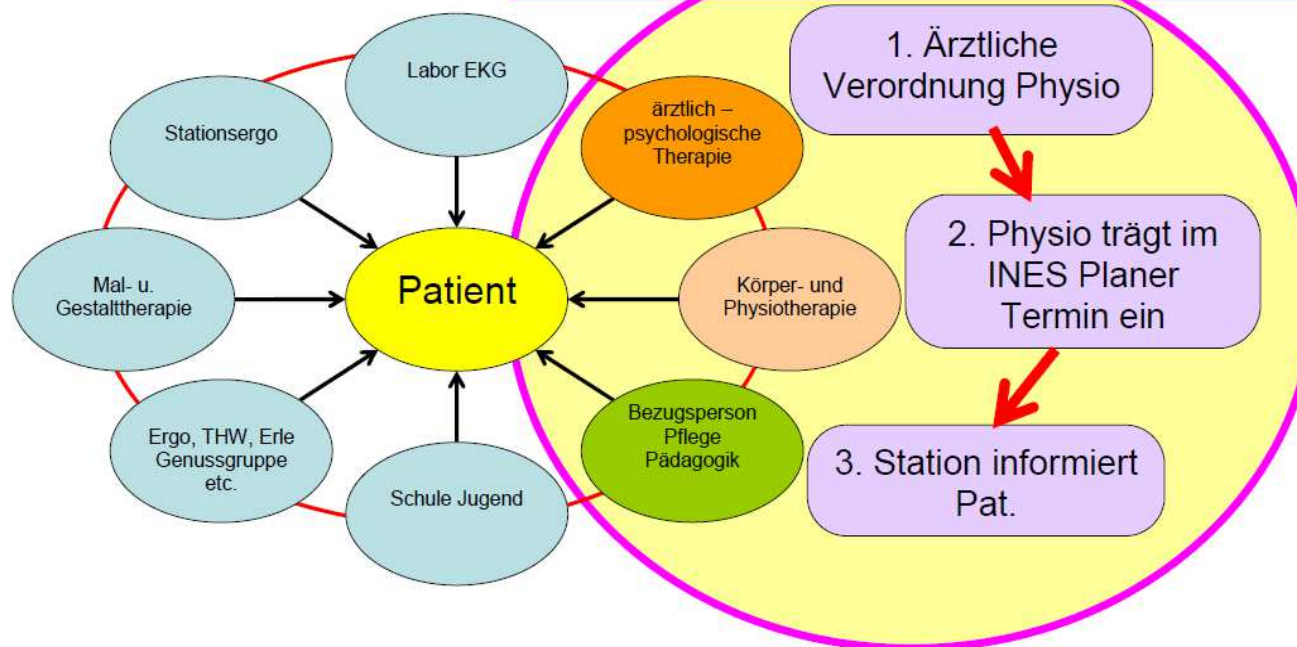 Labor EKG
ärztlich –
psychologische
Therapie
Stationsergo
Mal- u.
Gestalttherapie
Patient
Körper- und
Physiotherapie
Ergo, THW, Erle
Genussgruppe
etc.
Schule Jugend
Bezugsperson
Pflege
Pädagogik
1. Ärztliche
Verordnung Physio
2. Physio trägt im
INES Planer
Termin ein
3. Station informiert
Pat.